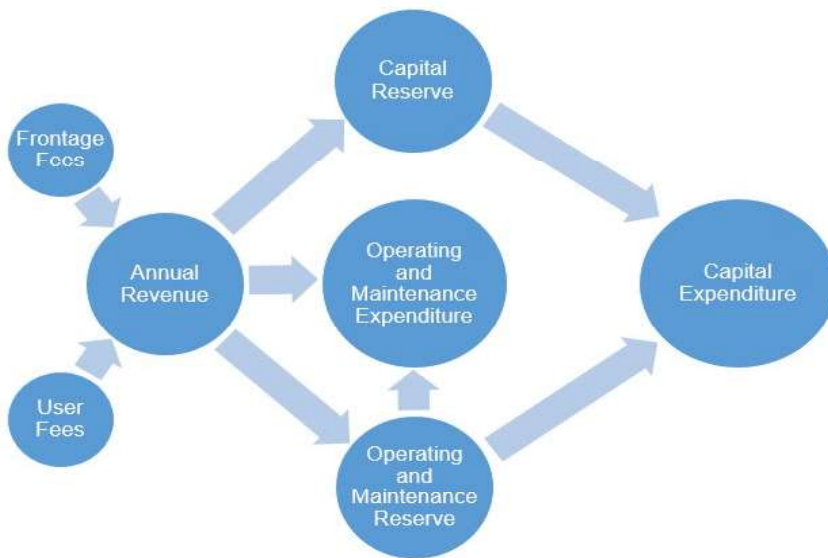 Capital
Reserve
Frontage
Fees
Annual
Revenue
Operating
and
Maintenance
Expenditure
Capital
Expenditure
User
Fees
Operating
and
Maintenance
Reserve